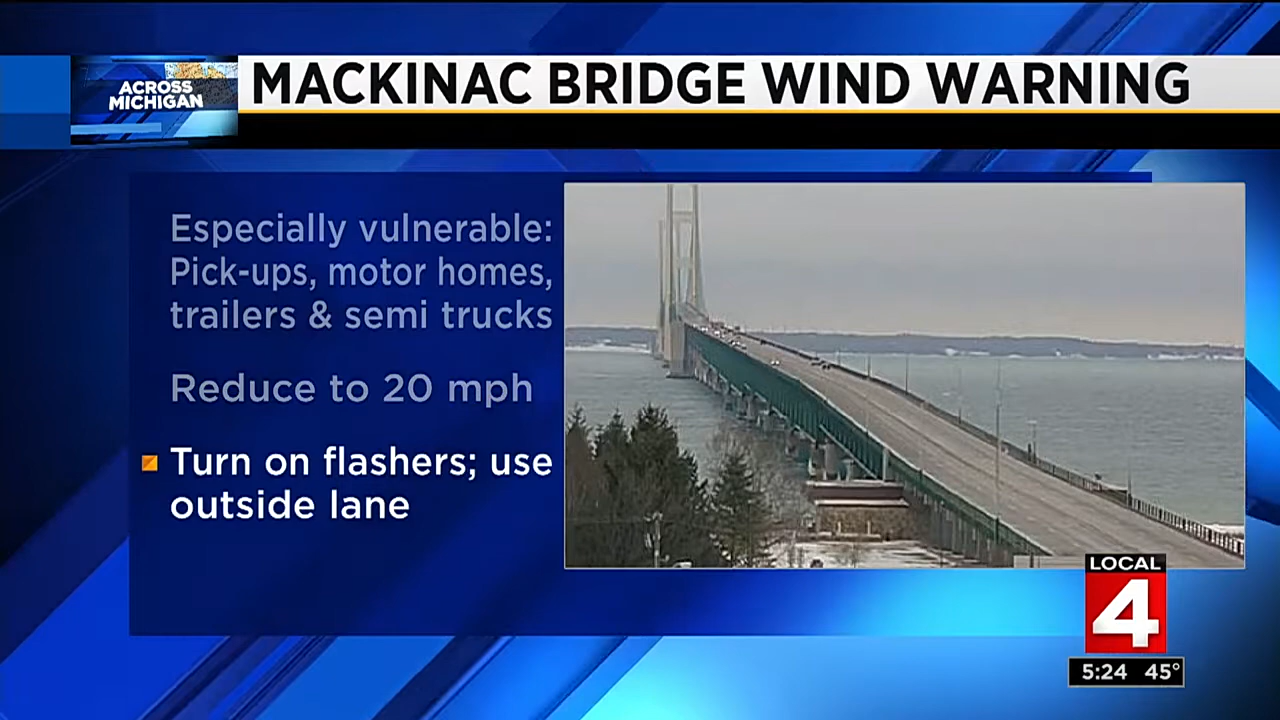 ACROSS
MICHIGAN
MACKINAC BRIDGE WIND WARNING
Especially vulnerable:
Pick-ups, motor homes,
trailers & semi trucks
Reduce to 20 mph
Turn on flashers; use
outside lane
LOCAL
4
5:24 45°